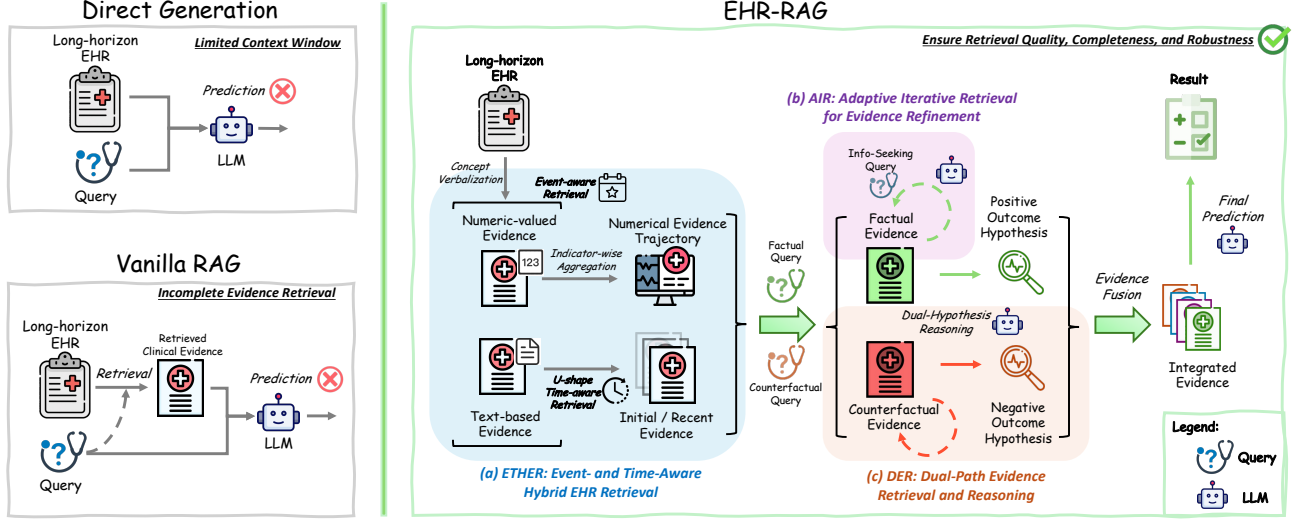 Direct Generation
Limited Context Window
Long-horizon
EHR
Prediction
LLM
Query
Vanilla RAG
Incomplete Evidence Retrieval
Long-horizon
EHR
Retrieved
Clinical Evidence
Retrieval
Prediction
LLM
Query
EHR-RAG
Ensure Retrieval Quality, Completeness, and Robustness
Long-horizon
EHR
Concept
Verbalization
Event-aware
Retrieval
Numeric-valued
Evidence
123
Indicator-wise
Aggregation
Numerical Evidence
Trajectory
Text-based
Evidence
U-shape
Time-aware
Retrieval
Initial / Recent
Evidence
(a) ETHER: Event- and Time-Aware
Hybrid EHR Retrieval
Factual
Query
Counterfactual
Query
(b) AIR: Adaptive Iterative Retrieval
for Evidence Refinement
Info-Seeking
Query
Factual
Evidence
Positive
Outcome
Hypothesis
Dual-Hypothesis
Reasoning
Counterfactual
Evidence
Negative
Outcome
Hypothesis
(c) DER: Dual-Path Evidence
Retrieval and Reasoning
Evidence
Fusion
Integrated
Evidence
Final
Prediction
Result
Legend:
Query
LLM